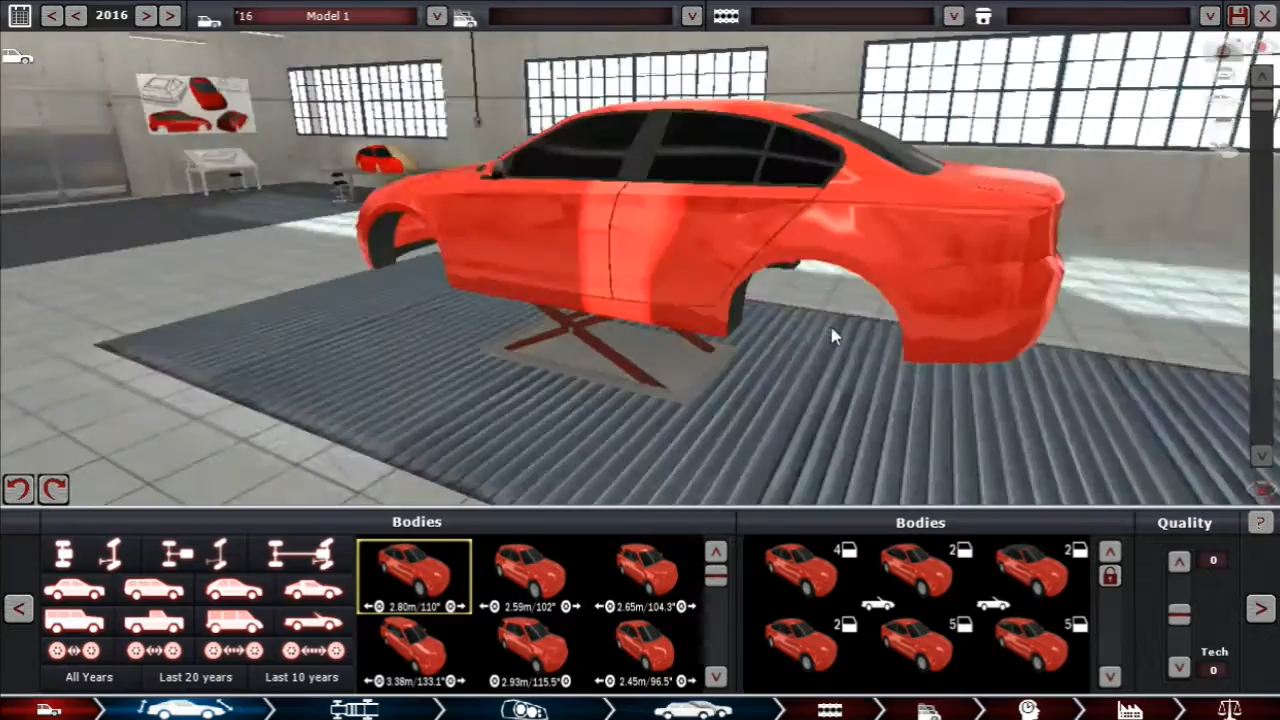 2016
'16 Model 1
Bodies
Bodies
Quality
?
2.80m/110"
2.59m/102"
2.65m/104.3"
3.38m/133.1"
2.93m/115.5"
2.45m/96.5"
4
2
2
2
5
5
0
Tech
0
All Years
Last 20 years
Last 10 years